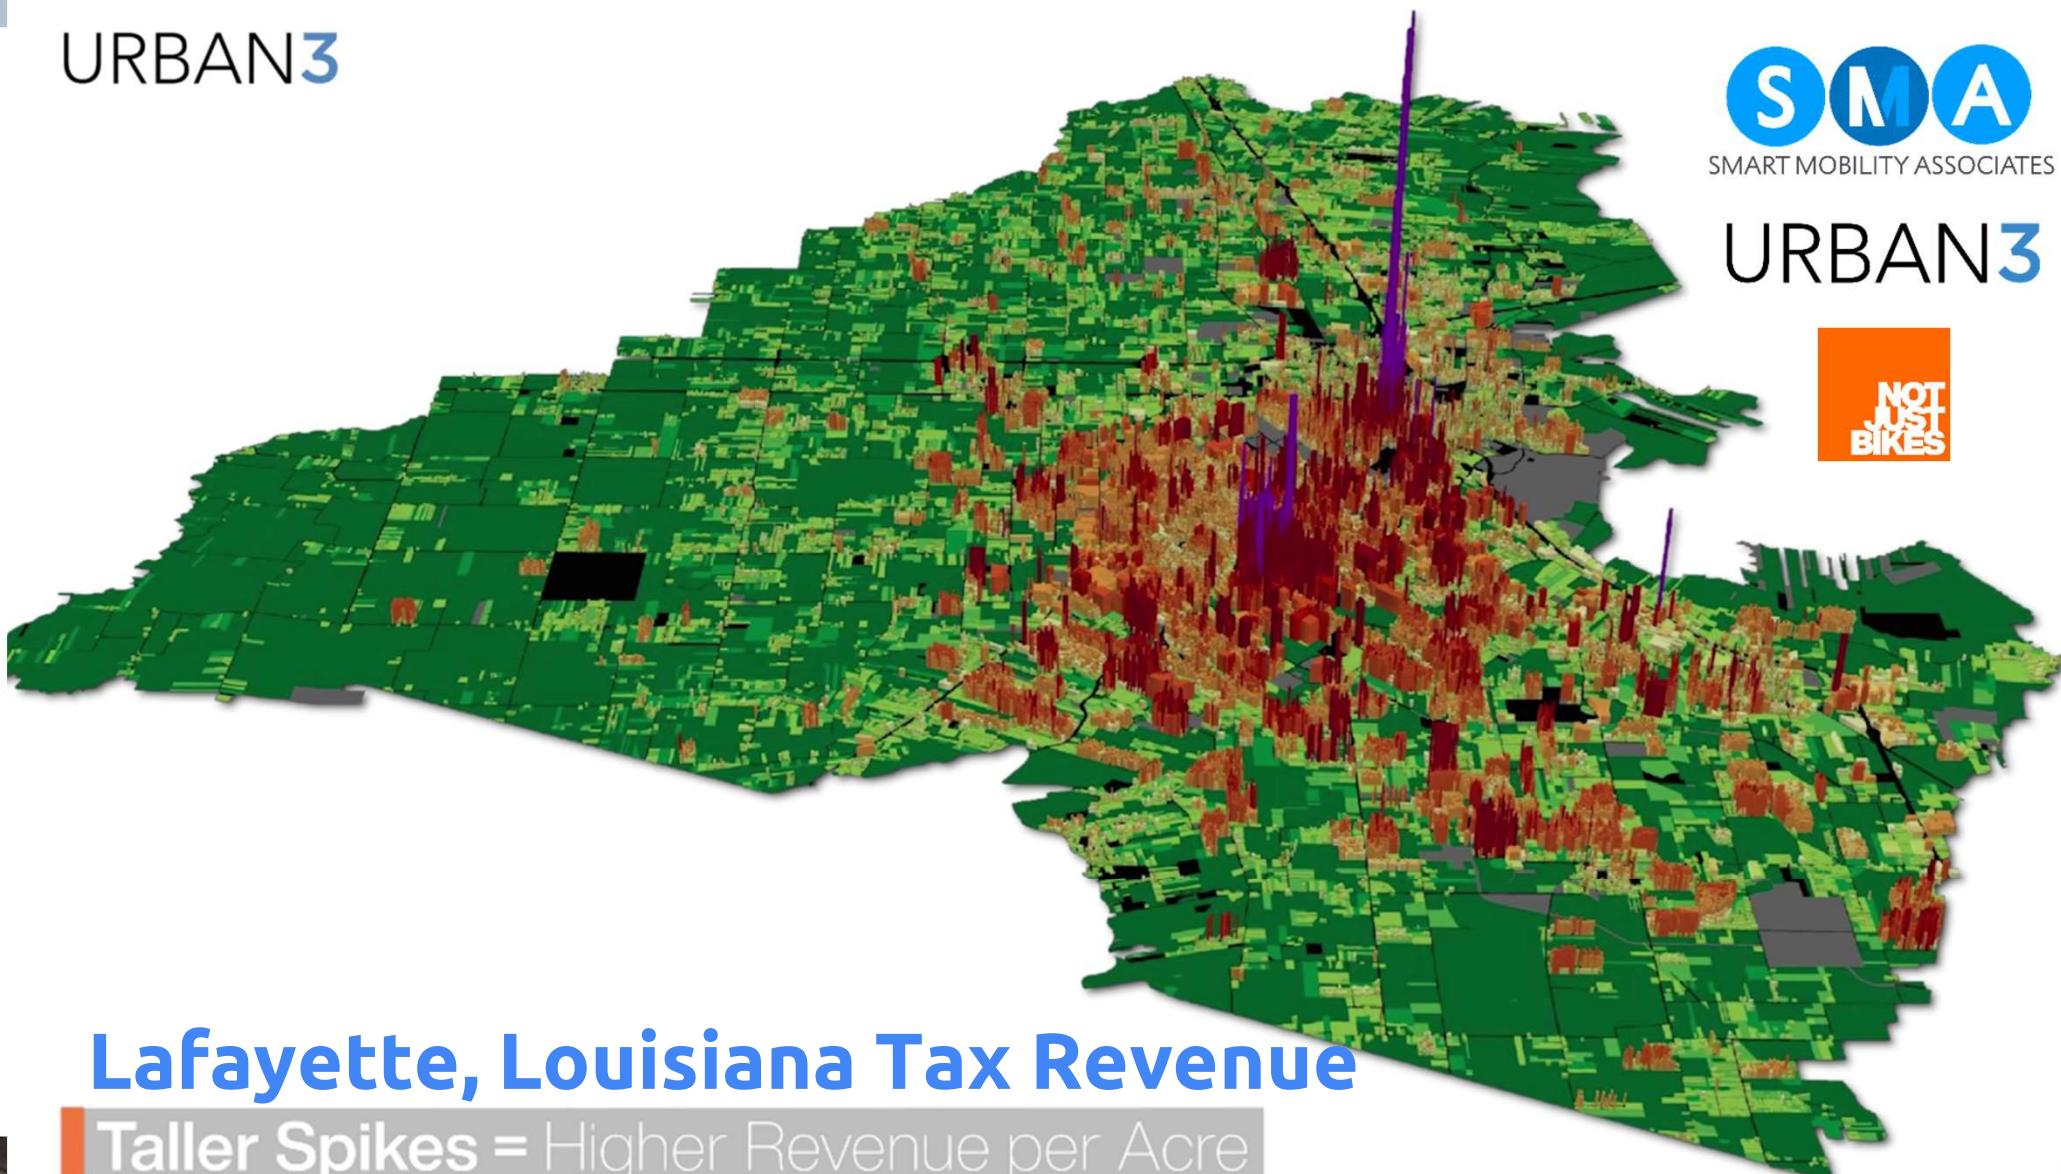 URBAN3
SMA
SMART MOBILITY ASSOCIATES
URBAN3
NOT
JUST
BIKES
Lafayette, Louisiana Tax Revenue
Taller Spikes = Higher Revenue per Acre